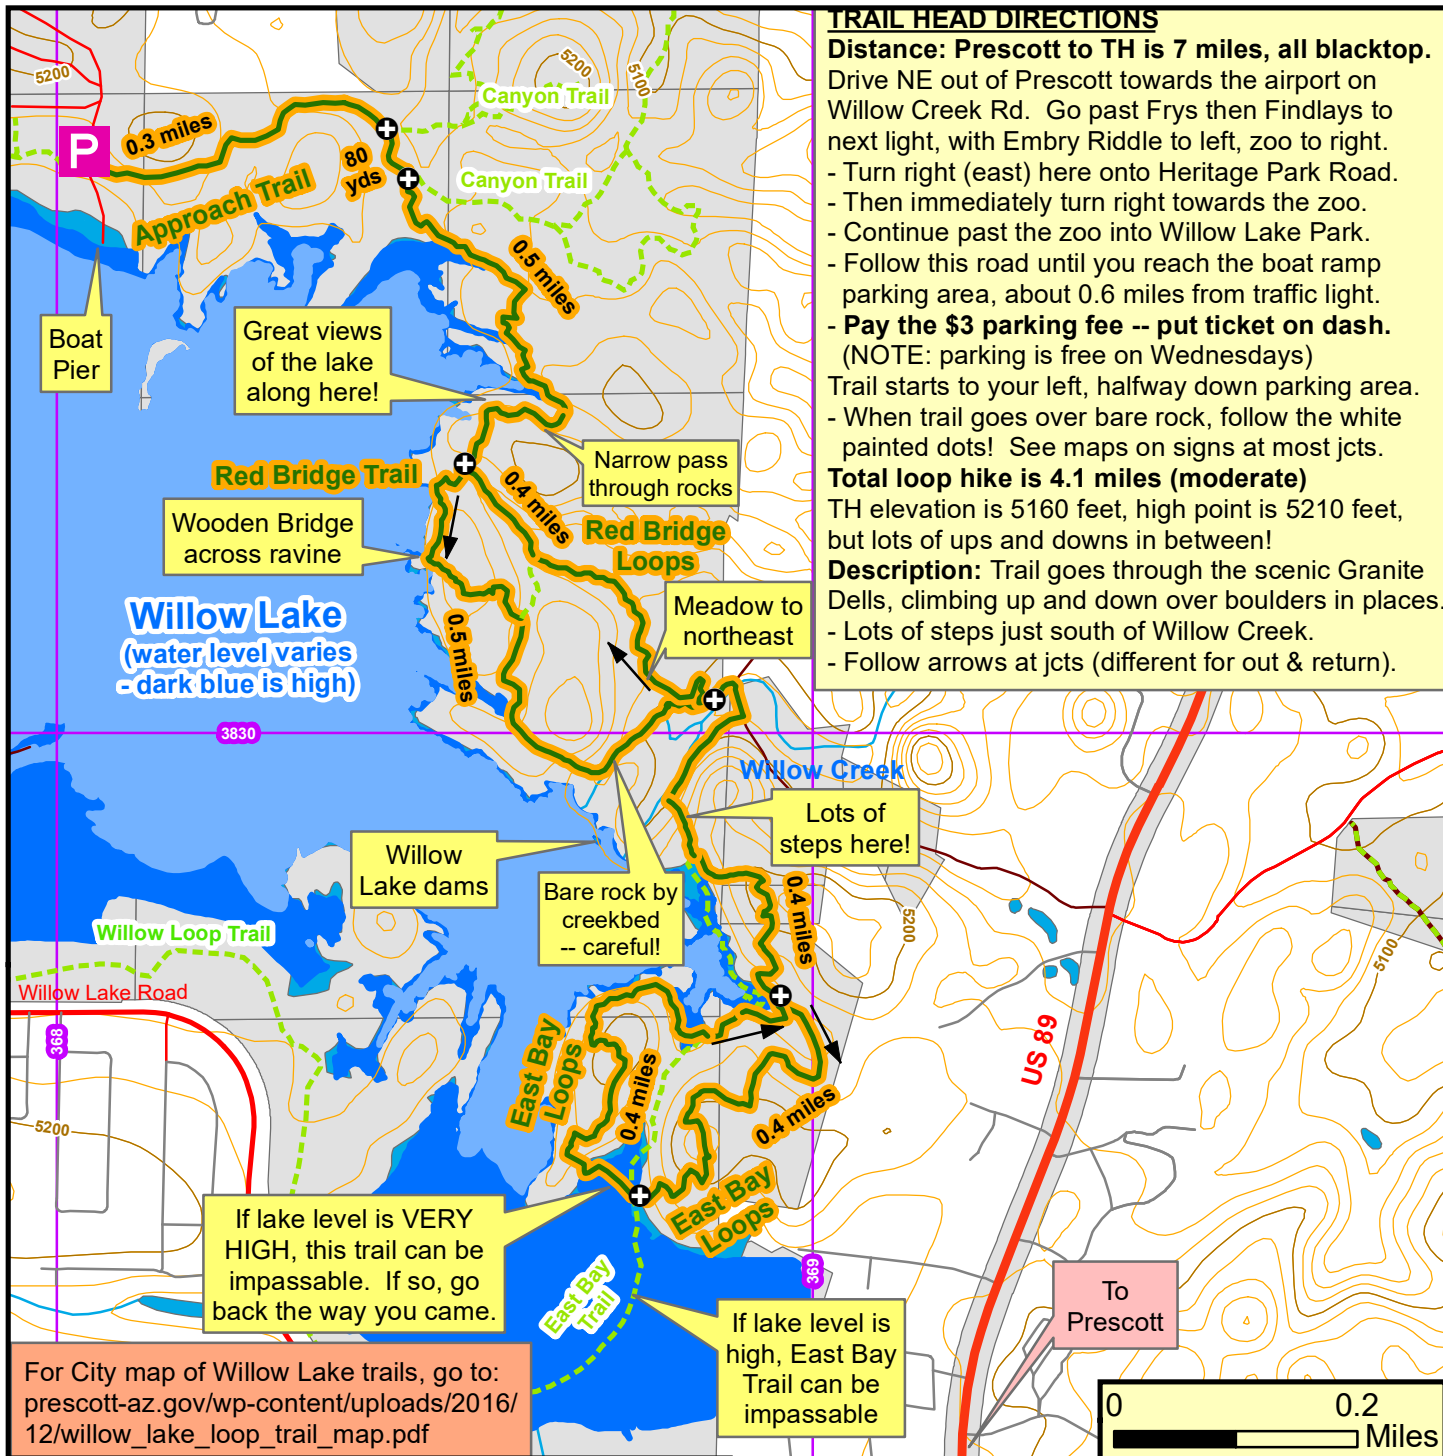 TRAIL HEAD DIRECTIONS
Distance: Prescott to TH is 7 miles, all blacktop.
Drive NE out of Prescott towards the airport on
Willow Creek Rd. Go past Frys then Findlays to
next light, with Embry Riddle to left, zoo to right.
- Turn right (east) here onto Heritage Park Road.
- Then immediately turn right towards the zoo.
- Continue past the zoo into Willow Lake Park.
- Follow this road until you reach the boat ramp
parking area, about 0.6 miles from traffic light.
- Pay the $3 parking fee -- put ticket on dash.
(NOTE: parking is free on Wednesdays)
Trail starts to your left, halfway down parking area.
- When trail goes over bare rock, follow the white
painted dots! See maps on signs at most jcts.
Total loop hike is 4.1 miles (moderate)
TH elevation is 5160 feet, high point is 5210 feet,
but lots of ups and downs in between!
Description: Trail goes through the scenic Granite
Dells, climbing up and down over boulders in places.
- Lots of steps just south of Willow Creek.
- Follow arrows at jcts (different for out & return).
5200
5200
5100
Canyon Trail
0.3 miles
P
80
yds
Canyon Trail
Approach Trail
0.5 miles
Boat
Pier
Great views
of the lake
along here!
Narrow pass
through rocks
Red Bridge Trail
0.4 miles
Wooden Bridge
across ravine
Red Bridge
Loops
Willow Lake
(water level varies
- dark blue is high)
0.5 miles
Meadow to
northeast
3830
Willow Creek
Lots of
steps here!
Willow
Lake dams
Bare rock by
creekbed
-- careful!
0.4 miles
5200
5100
Willow Loop Trail
Willow Lake Road
368
US 89
East Bay
Loops
0.4 miles
0.4 miles
5200
East Bay
Loops
If lake level is VERY
HIGH, this trail can be
impassable. If so, go
back the way you came.
369
East Bay
Trail
To
Prescott
If lake level is
high, East Bay
Trail can be
impassable
For City map of Willow Lake trails, go to:
prescott-az.gov/wp-content/uploads/2016/
12/willow_lake_loop_trail_map.pdf
0 0.2
Miles